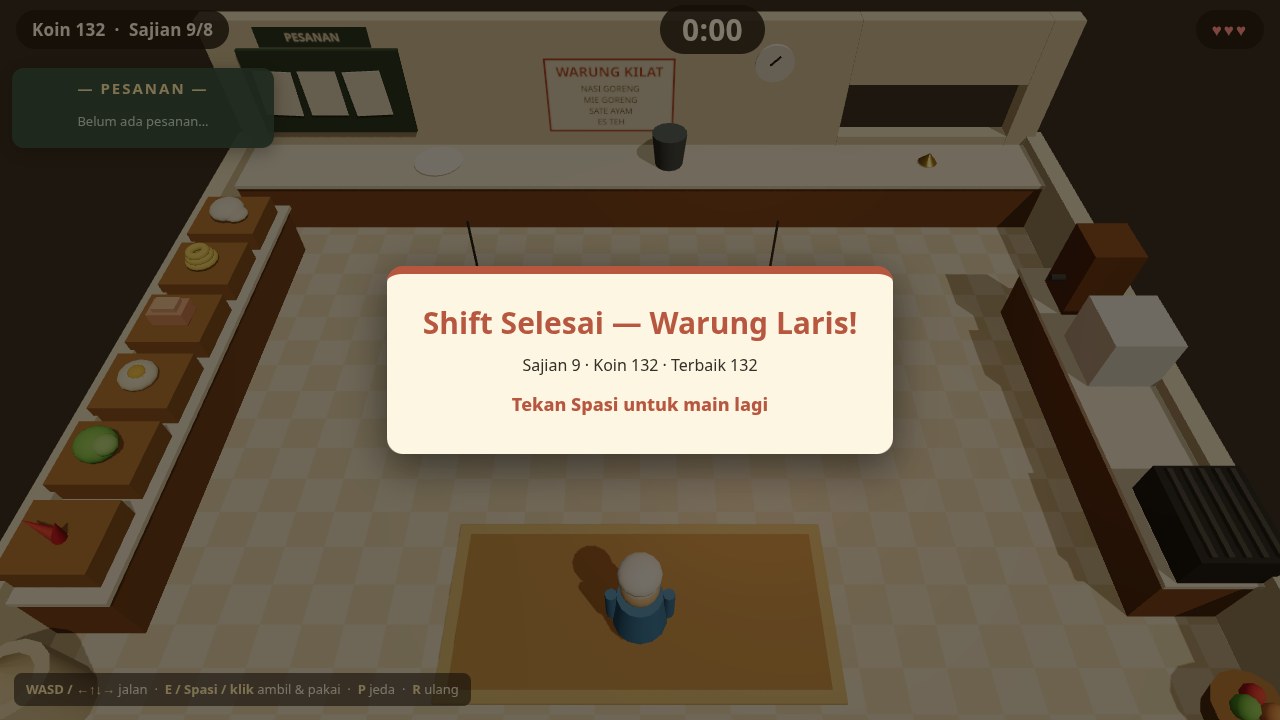 Koin 132 · Sajian 9/8
0:00
♥♥♥
— PESANAN —
Belum ada pesanan...
PESANAN
WARUNG KILAT
NASI GORENG
MIE GORENG
SATE AYAM
ES TEH
Shift Selesai — Warung Laris!
Sajian 9 · Koin 132 · Terbaik 132
Tekan Spasi untuk main lagi
WASD / ←↑↓→ jalan · E / Spasi / klik ambil & pakai · P jeda · R ulang